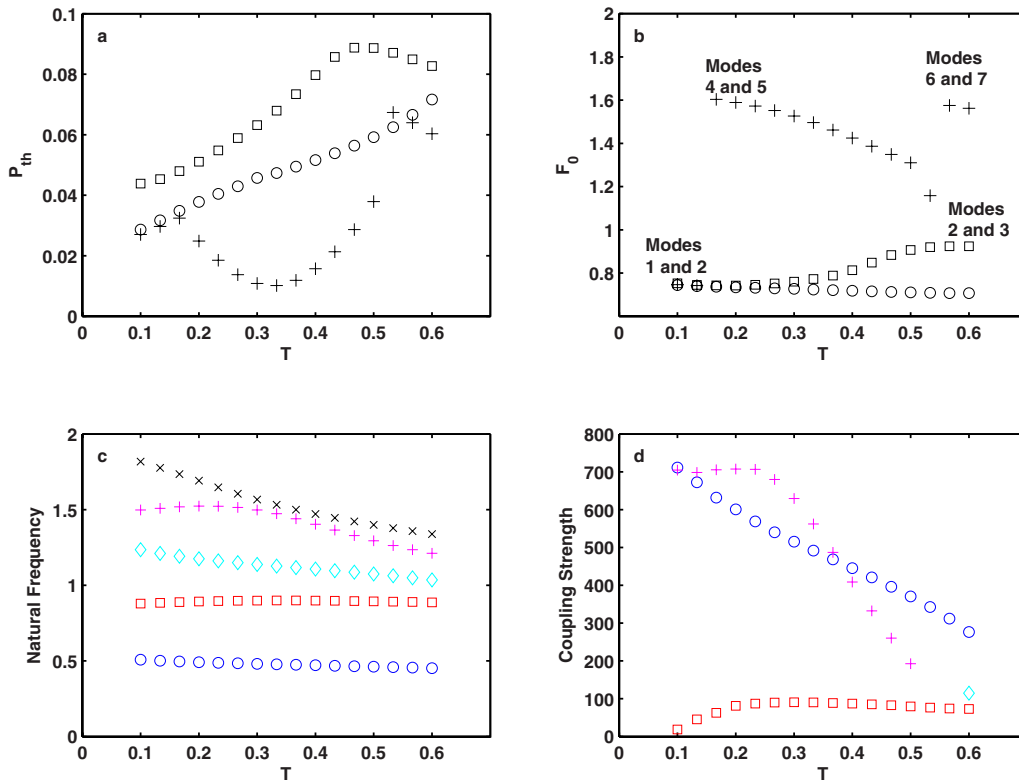 a
0.1
0.08
0.06
0.04
0.02
0
P_th
0 0.1 0.2 0.3 0.4 0.5 0.6
T
b
2
1.8
1.6
1.4
1.2
1
0.8
0.6
F_0
Modes
4 and 5
Modes
6 and 7
Modes
2 and 3
Modes
1 and 2
0 0.1 0.2 0.3 0.4 0.5 0.6
T
c
2
1.5
1
0.5
0
Natural Frequency
0 0.1 0.2 0.3 0.4 0.5 0.6
T
d
800
700
600
500
400
300
200
100
0
Coupling Strength
0 0.1 0.2 0.3 0.4 0.5 0.6
T